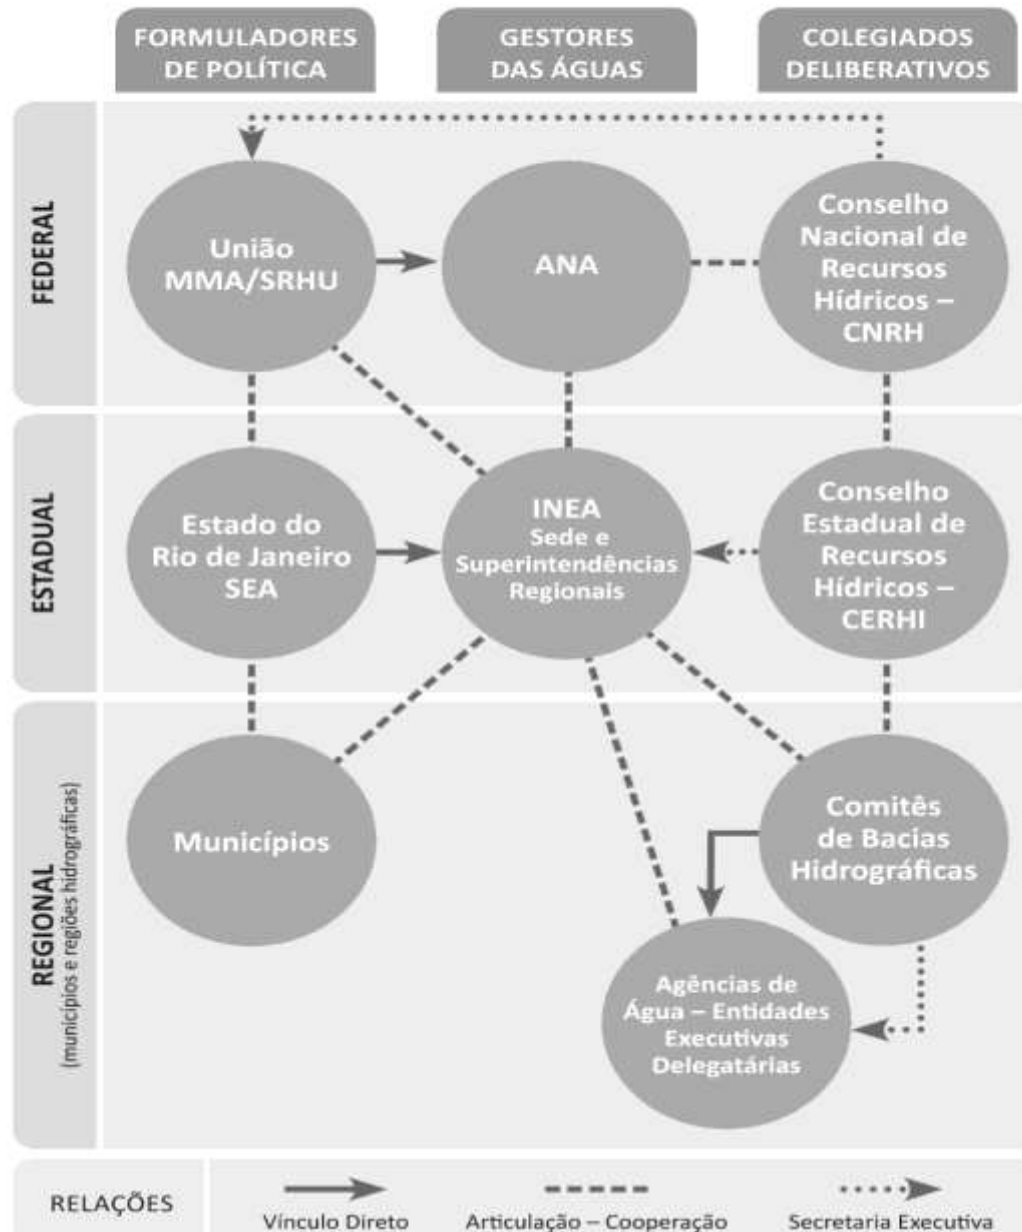 FORMULADORES
DE POLÍTICA
GESTORES
DAS ÁGUAS
COLEGIADOS
DELIBERATIVOS
FEDERAL
União
MMA/SRHU
ANA
Conselho
Nacional de
Recursos
Hídricos –
CNRH
ESTADUAL
Estado do
Rio de Janeiro
SEA
INEA
Sede e
Superintendências
Regionais
Conselho
Estadual de
Recursos
Hídricos –
CERHI
REGIONAL
(municípios e regiões hidrográficas)
Municípios
Comitês
de Bacias
Hidrográficas
Agências de
Água – Entidades
Executivas
Delegatárias
RELAÇÕES
Vínculo Direto
Articulação – Cooperação
Secretaria Executiva